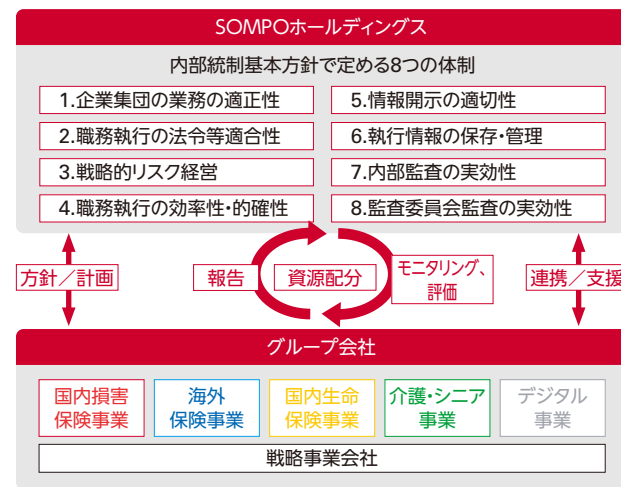 SOMPOホールディングス
内部統制基本方針で定める8つの体制
1.企業集団の業務の適正性
2.職務執行の法令等適合性
3.戦略的リスク経営
4.職務執行の効率性・的確性
5.情報開示の適切性
6.執行情報の保存・管理
7.内部監査の実効性
8.監査委員会監査の実効性
方針／計画
報告
資源配分
モニタリング、
評価
連携／支援
グループ会社
国内損害
保険事業
海外
保険事業
国内生命
保険事業
介護・シニア
事業
デジタル
事業
戦略事業会社